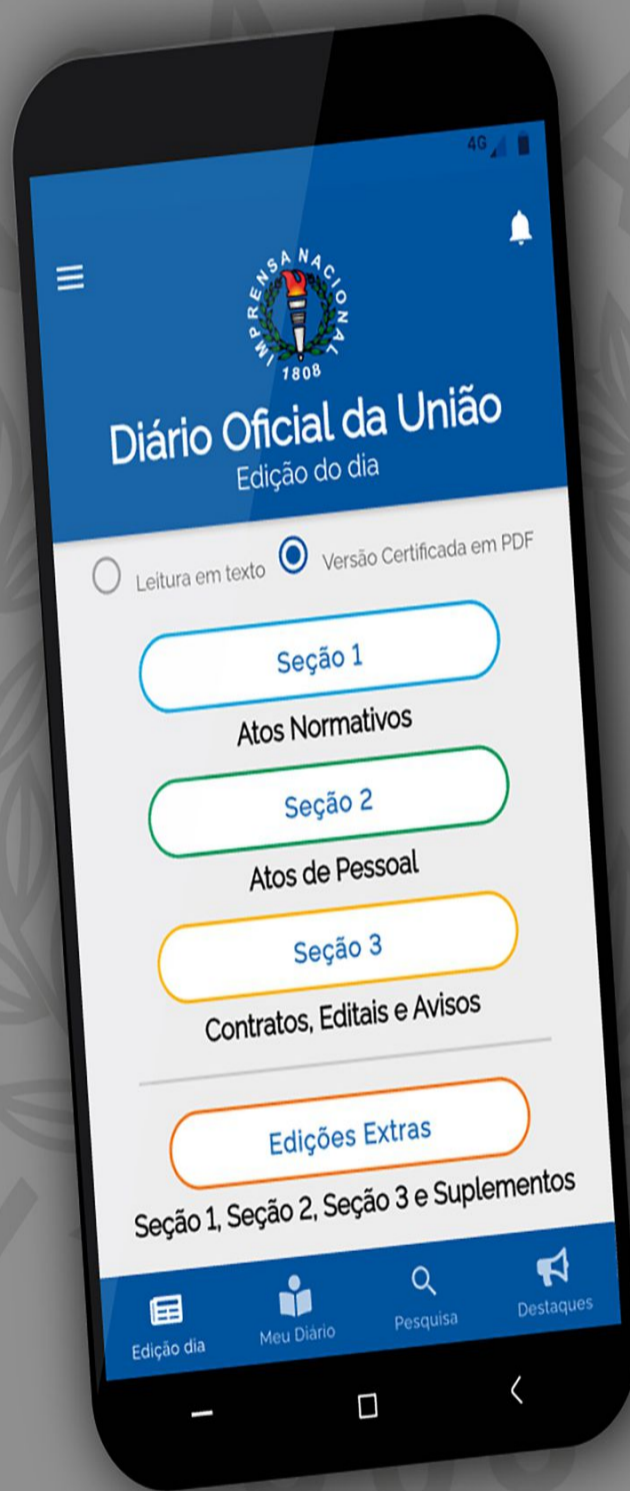 4G
IMPRENSA NACIONAL
1808
Diário Oficial da União
Edição do dia
Leitura em texto Versão Certificada em PDF
Seção 1
Atos Normativos
Seção 2
Atos de Pessoal
Seção 3
Contratos, Editais e Avisos
Edições Extras
Seção 1, Seção 2, Seção 3 e Suplementos
Edição dia Meu Diário Pesquisa Destaques